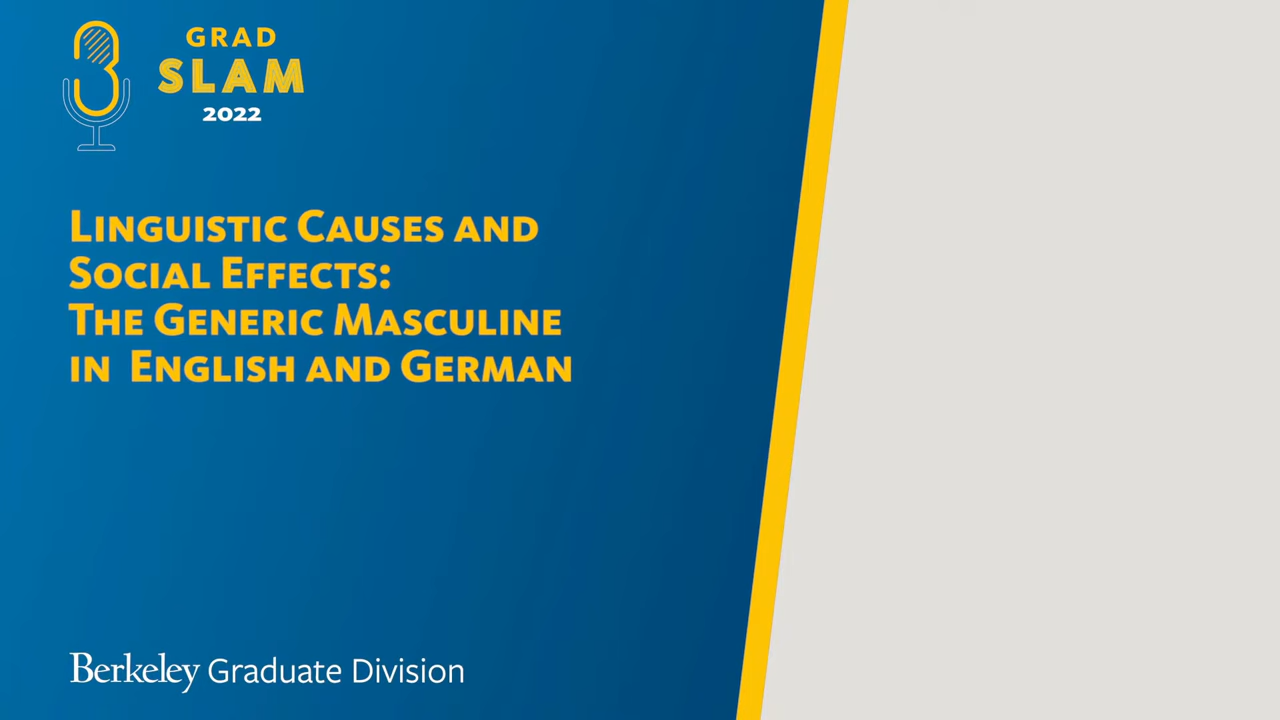 GRAD
SLAM
2022
Linguistic Causes and
Social Effects:
The Generic Masculine
in English and German
Berkeley Graduate Division